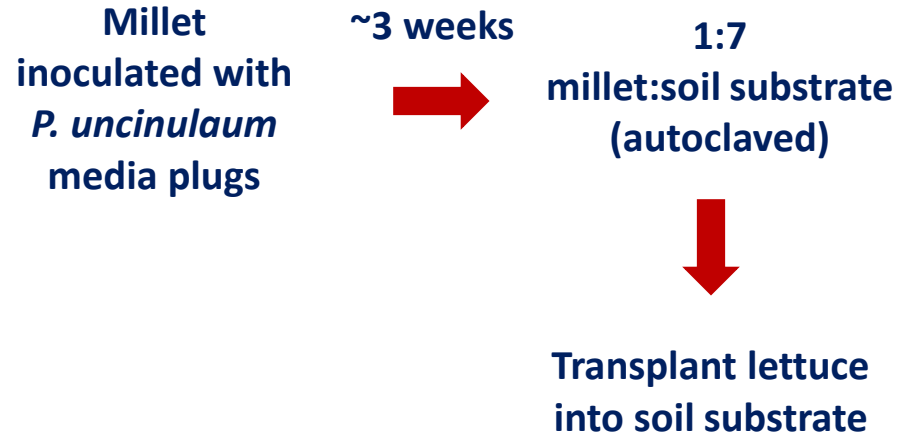 Millet
inoculated with
P. uncinulaum
media plugs
~3 weeks
1:7
millet:soil substrate
(autoclaved)
Transplant lettuce
into soil substrate